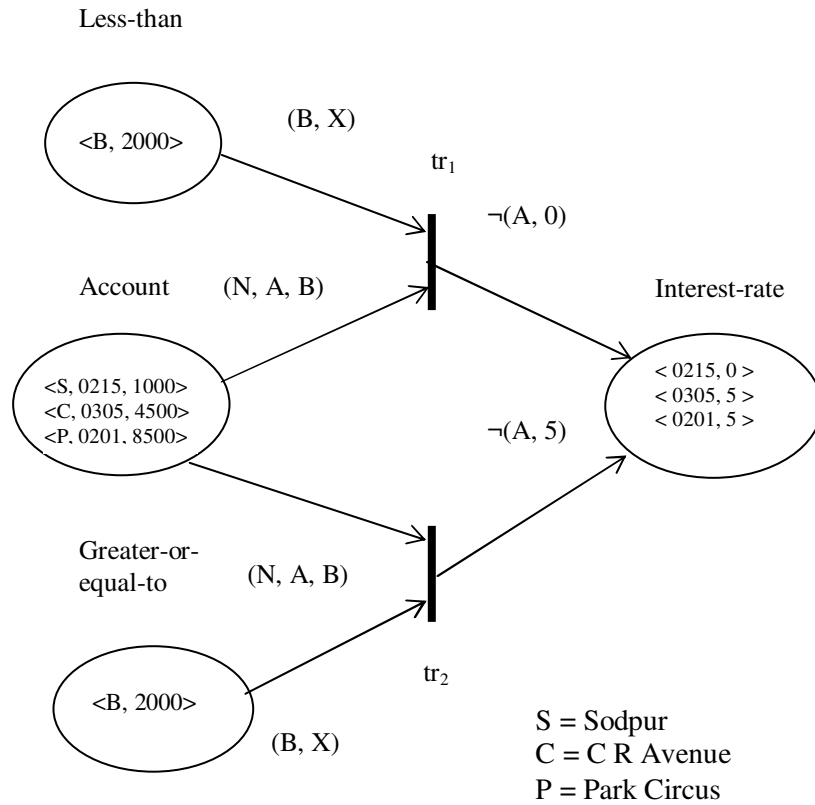 Less-than
<B, 2000>
(B, X)
tr₁
¬(A, 0)
Account
(N, A, B)
Interest-rate
<S, 0215, 1000>
<C, 0305, 4500>
<P, 0201, 8500>
< 0215, 0 >
< 0305, 5 >
< 0201, 5 >
¬(A, 5)
Greater-or-
equal-to
(N, A, B)
<B, 2000>
(B, X)
tr₂
S = Sodpur
C = C R Avenue
P = Park Circus